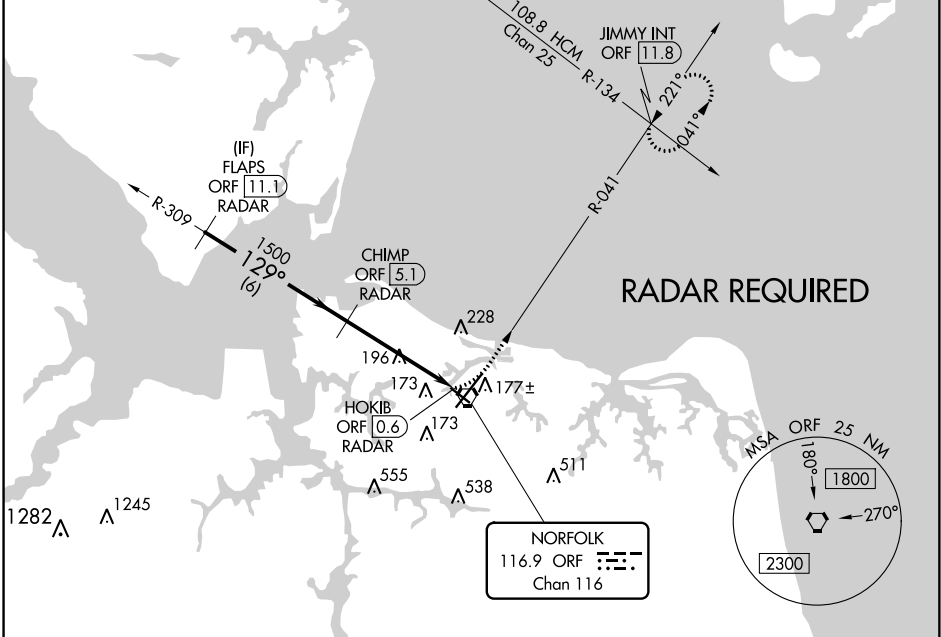 108.8 HCM R-134
Chan 25
JIMMY INT
ORF 11.8
221°
041°
(IF)
FLAPS
ORF 11.1
RADAR
R-309
1500
129°
(6)
R-041
CHIMP
ORF 5.1
RADAR
RADAR REQUIRED
228
196
173
177±
HOKIB
ORF 0.6
RADAR
173
555
538
511
1282
1245
MSA ORF 25 NM
180°
1800
270°
2300
NORFOLK
116.9 ORF
Chan 116